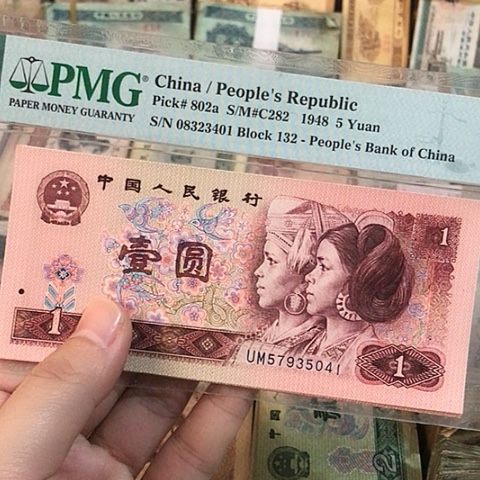 PMG®
PAPER MONEY GUARANTY
China / People's Republic
Pick# 802a S/M#C282 1948 5 Yuan
S/N 08323401 Block 132 - People's Bank of China
中国人民银行
1
壹圆
1
UM57935041
1
2